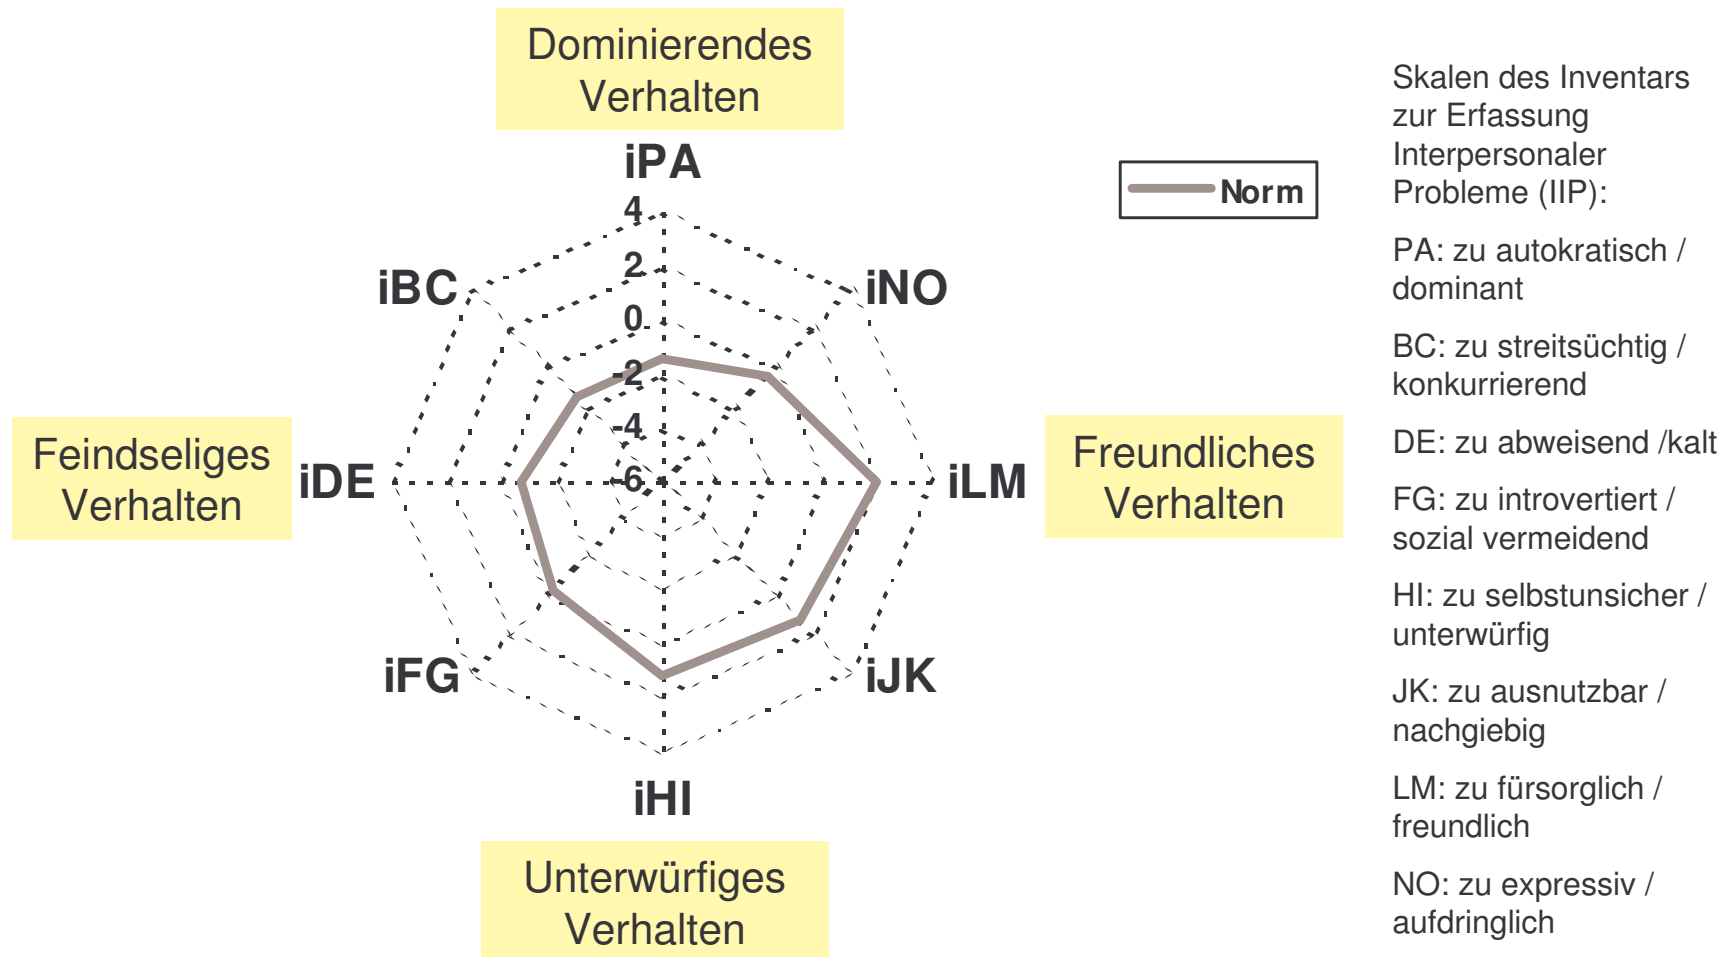 Dominierendes
Verhalten
iPA
4
2
0
-2
-4
-6
iBC
iNO
Feindseliges
Verhalten
iDE
iLM
Freundliches
Verhalten
iFG
iJK
iHI
Unterwürfiges
Verhalten
Norm
Skalen des Inventars
zur Erfassung
Interpersonaler
Probleme (IIP):
PA: zu autokratisch /
dominant
BC: zu streitsüchtig /
konkurrierend
DE: zu abweisend /kalt
FG: zu introvertiert /
sozial vermeidend
HI: zu selbstunsicher /
unterwürfig
JK: zu ausnutzbar /
nachgiebig
LM: zu fürsorglich /
freundlich
NO: zu expressiv /
aufdringlich